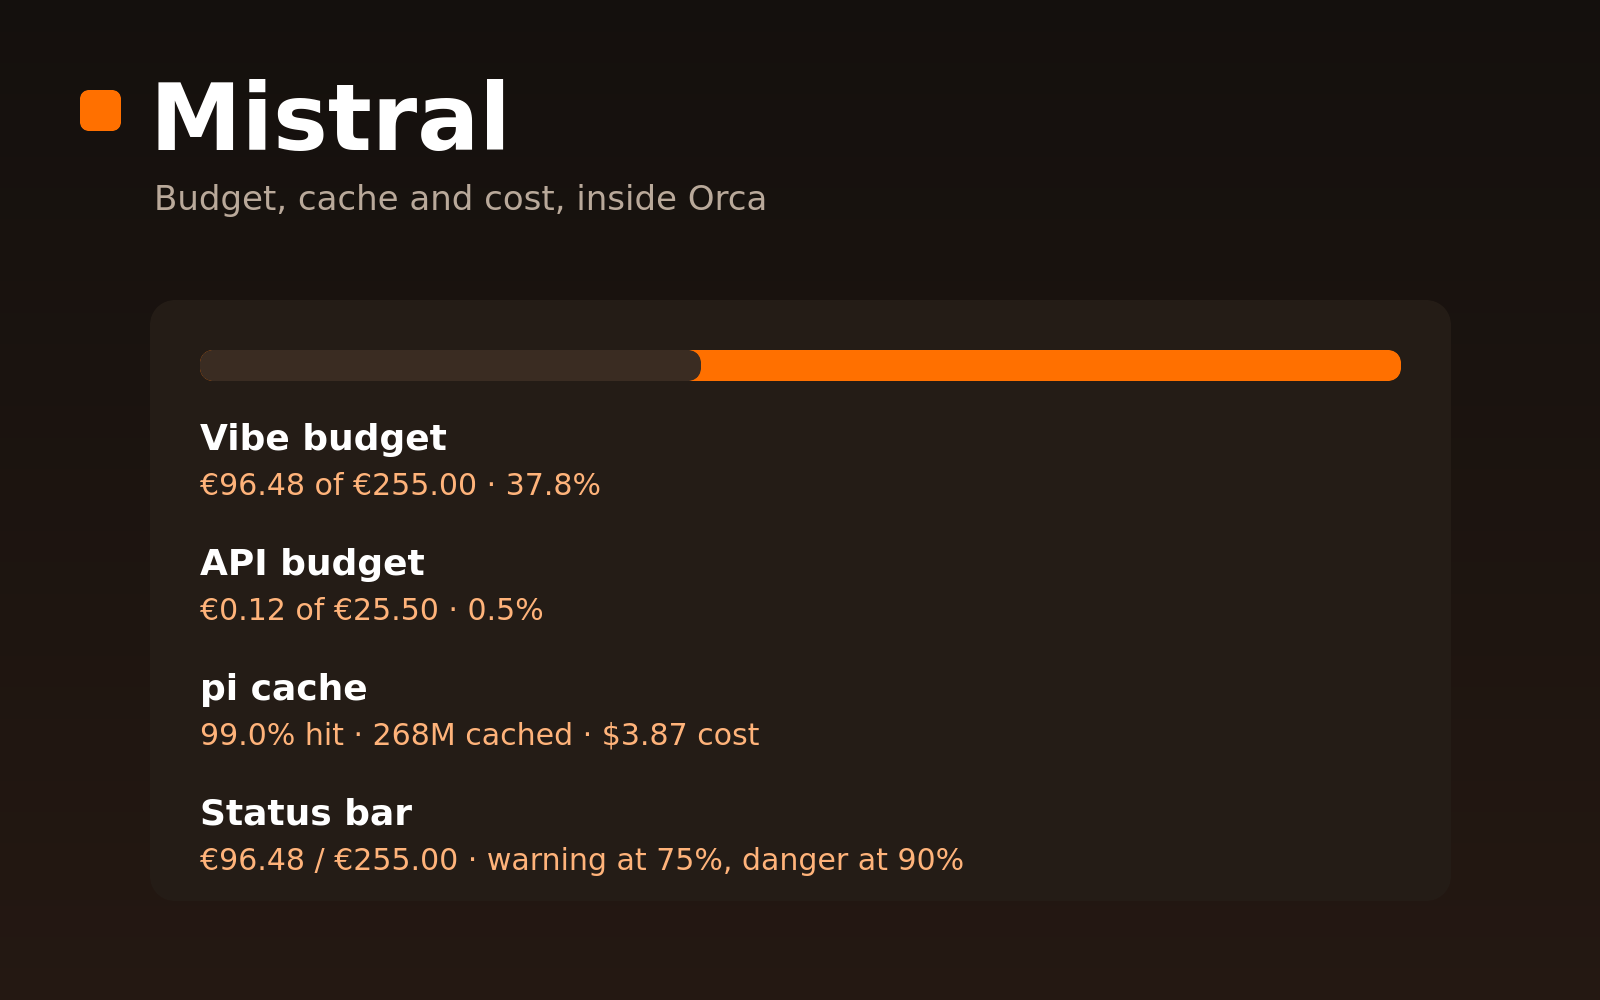 Mistral
Budget, cache and cost, inside Orca
Vibe budget
€96.48 of €255.00 · 37.8%
API budget
€0.12 of €25.50 · 0.5%
pi cache
99.0% hit · 268M cached · $3.87 cost
Status bar
€96.48 / €255.00 · warning at 75%, danger at 90%